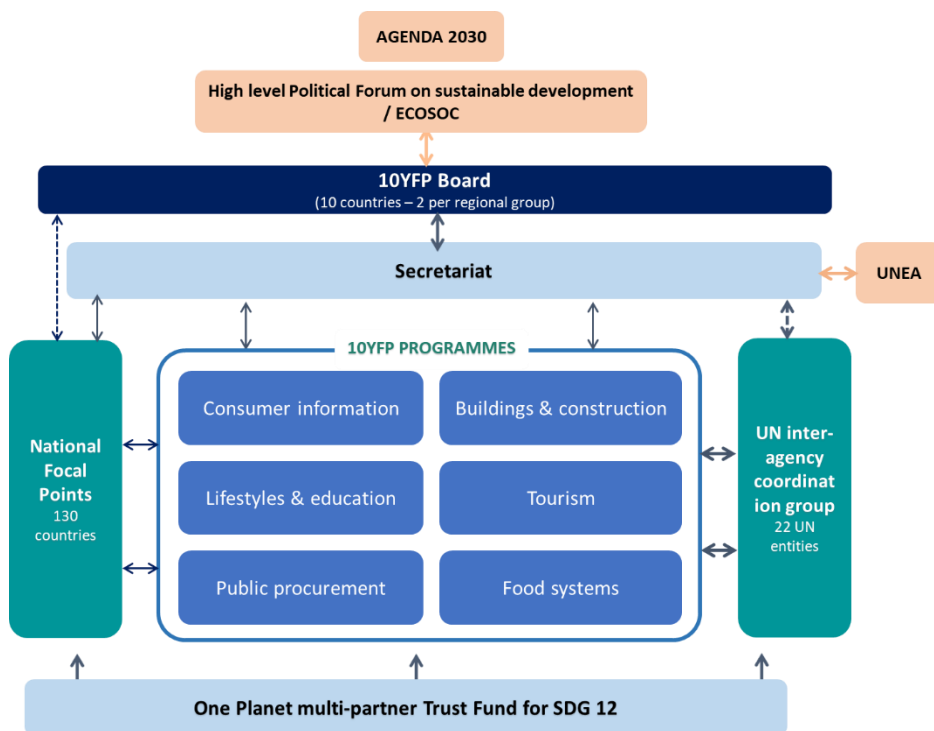 AGENDA 2030
High level Political Forum on sustainable development
/ ECOSOC
10YFP Board
(10 countries – 2 per regional group)
Secretariat
UNEA
10YFP PROGRAMMES
National
Focal
Points
130
countries
Consumer information
Buildings & construction
Lifestyles & education
Tourism
Public procurement
Food systems
UN inter-
agency
coordinat
ion group
22 UN
entities
One Planet multi-partner Trust Fund for SDG 12